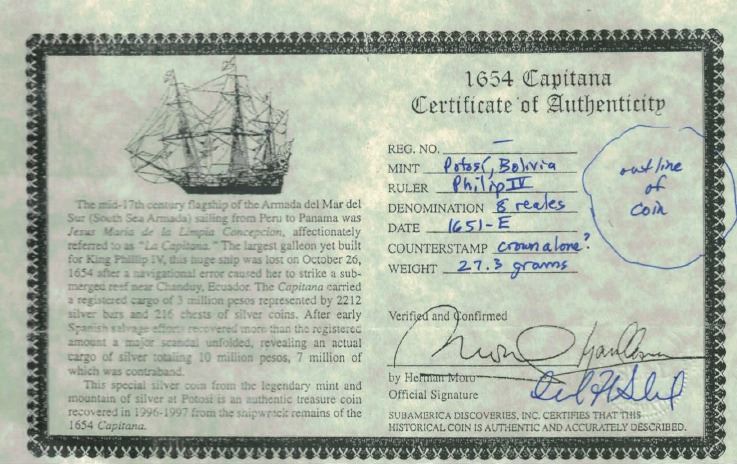 1654 Capitana
Certificate of Authenticity
The mid-17th century flagship of the Armada del Mar del
Sur (South Sea Armada) sailing from Peru to Panama was
Jesus Maria de la Limpia Concepcion, affectionately
referred to as "La Capitana." The largest galleon yet built
for King Phillip IV, this huge ship was lost on October 26,
1654 after a navigational error caused her to strike a sub-
merged reef near Chanduy, Ecuador. The Capitana carried
a registered cargo of 3 million pesos represented by 2212
silver bars and 216 chests of silver coins. After early
Spanish salvage efforts recovered more than the registered
amount a major scandal unfolded, revealing an actual
cargo of silver totaling 10 million pesos, 7 million of
which was contraband.
This special silver coin from the legendary mint and
mountain of silver at Potosi is an authentic treasure coin
recovered in 1996-1997 from the shipwreck remains of the
1654 Capitana.
REG. NO. —
MINT Potosí, Bolivia
RULER Philip IV
DENOMINATION 8 reales
DATE 1651-E
COUNTERSTAMP crown alone?
WEIGHT 27.3 grams
outline
of
coin
Verified and Confirmed
by Herman Moro
Official Signature
SUBAMERICA DISCOVERIES, INC. CERTIFIES THAT THIS
HISTORICAL COIN IS AUTHENTIC AND ACCURATELY DESCRIBED.